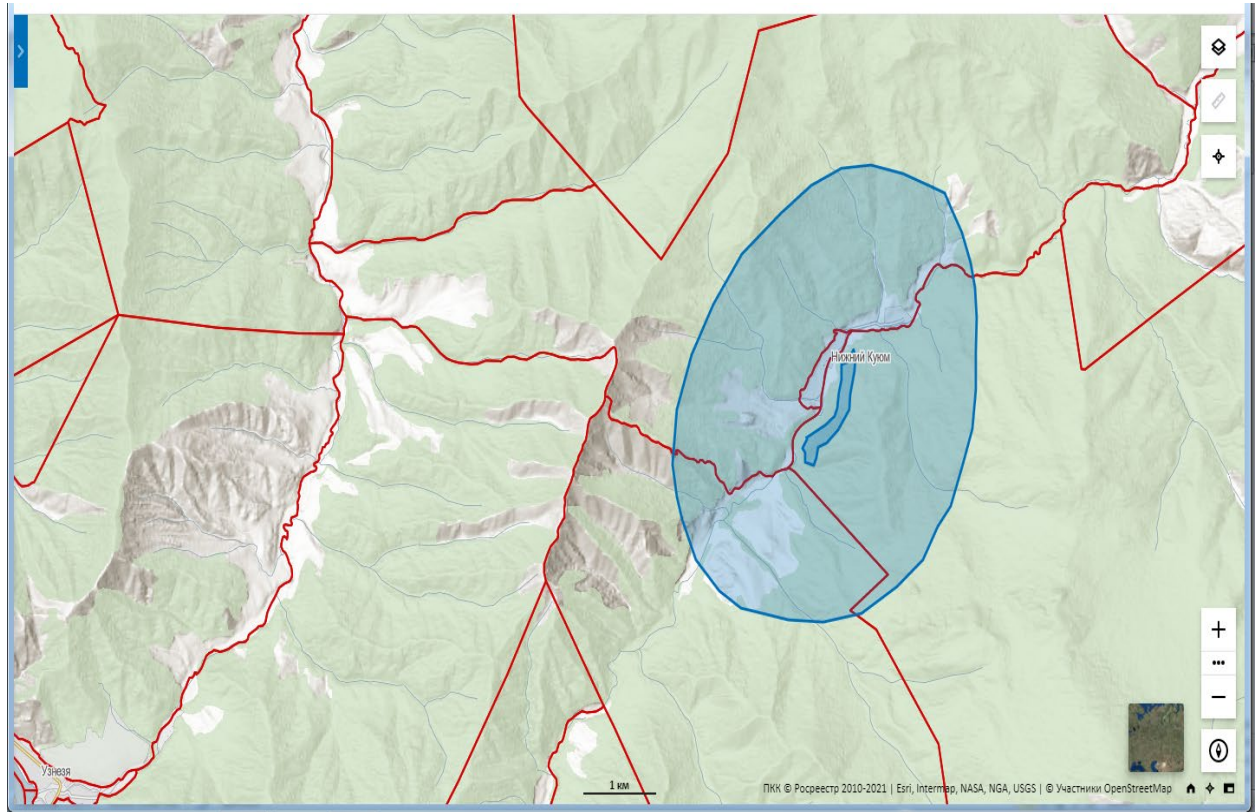 Нижний Куюм
Узнезя
1 км
ПКК © Росреестр 2010-2021 | Esri, Intermap, NASA, NGA, USGS | © Участники OpenStreetMap